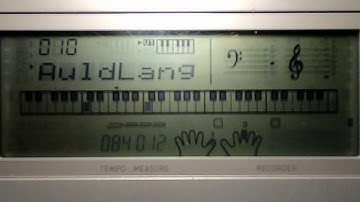 010
AuldLang
084 012
TEMPO MEASURE RECORDER